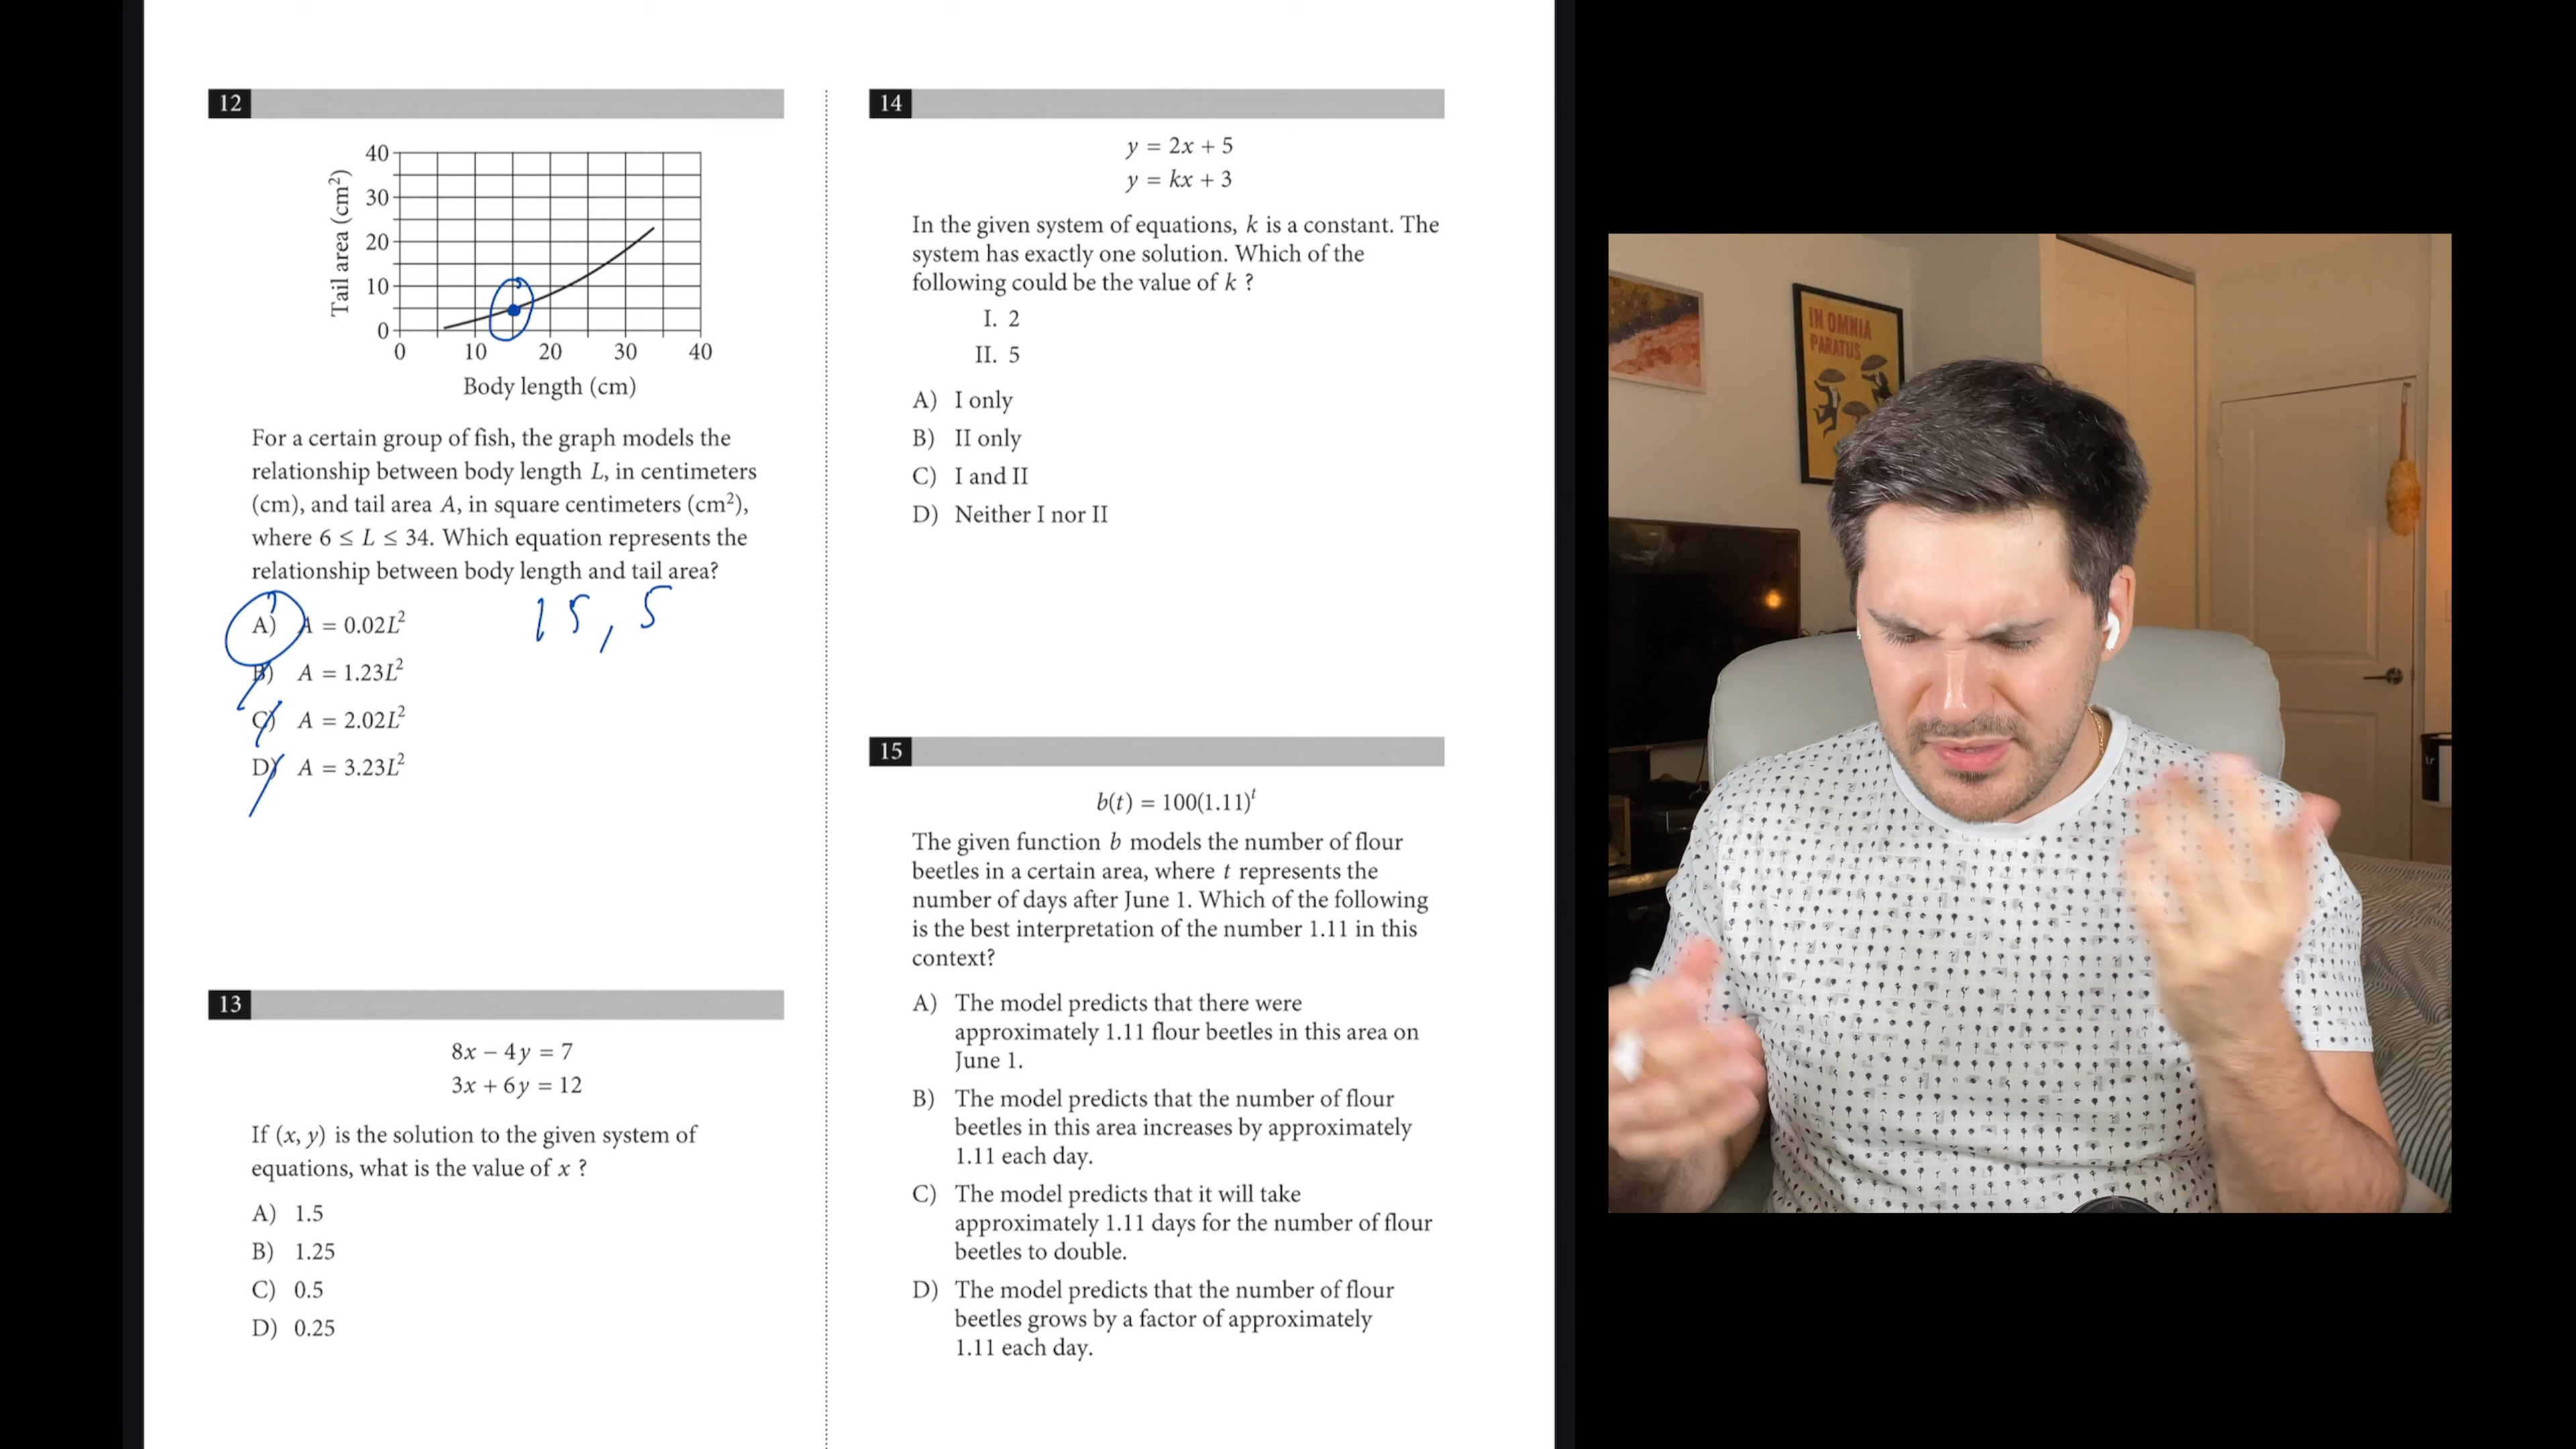 12
40
30
20
10
0
0 10 20 30 40
Tail area (cm²)
Body length (cm)
For a certain group of fish, the graph models the
relationship between body length L, in centimeters
(cm), and tail area A, in square centimeters (cm²),
where 6 ≤ L ≤ 34. Which equation represents the
relationship between body length and tail area?
15, 5
A) A = 0.02L²
B) A = 1.23L²
C) A = 2.02L²
D) A = 3.23L²
13
8x − 4y = 7
3x + 6y = 12
If (x, y) is the solution to the given system of
equations, what is the value of x ?
A) 1.5
B) 1.25
C) 0.5
D) 0.25
14
y = 2x + 5
y = kx + 3
In the given system of equations, k is a constant. The
system has exactly one solution. Which of the
following could be the value of k ?
I. 2
II. 5
A) I only
B) II only
C) I and II
D) Neither I nor II
15
b(t) = 100(1.11)ᵗ
The given function b models the number of flour
beetles in a certain area, where t represents the
number of days after June 1. Which of the following
is the best interpretation of the number 1.11 in this
context?
A) The model predicts that there were
approximately 1.11 flour beetles in this area on
June 1.
B) The model predicts that the number of flour
beetles in this area increases by approximately
1.11 each day.
C) The model predicts that it will take
approximately 1.11 days for the number of flour
beetles to double.
D) The model predicts that the number of flour
beetles grows by a factor of approximately
1.11 each day.
IN OMNIA
PARATUS